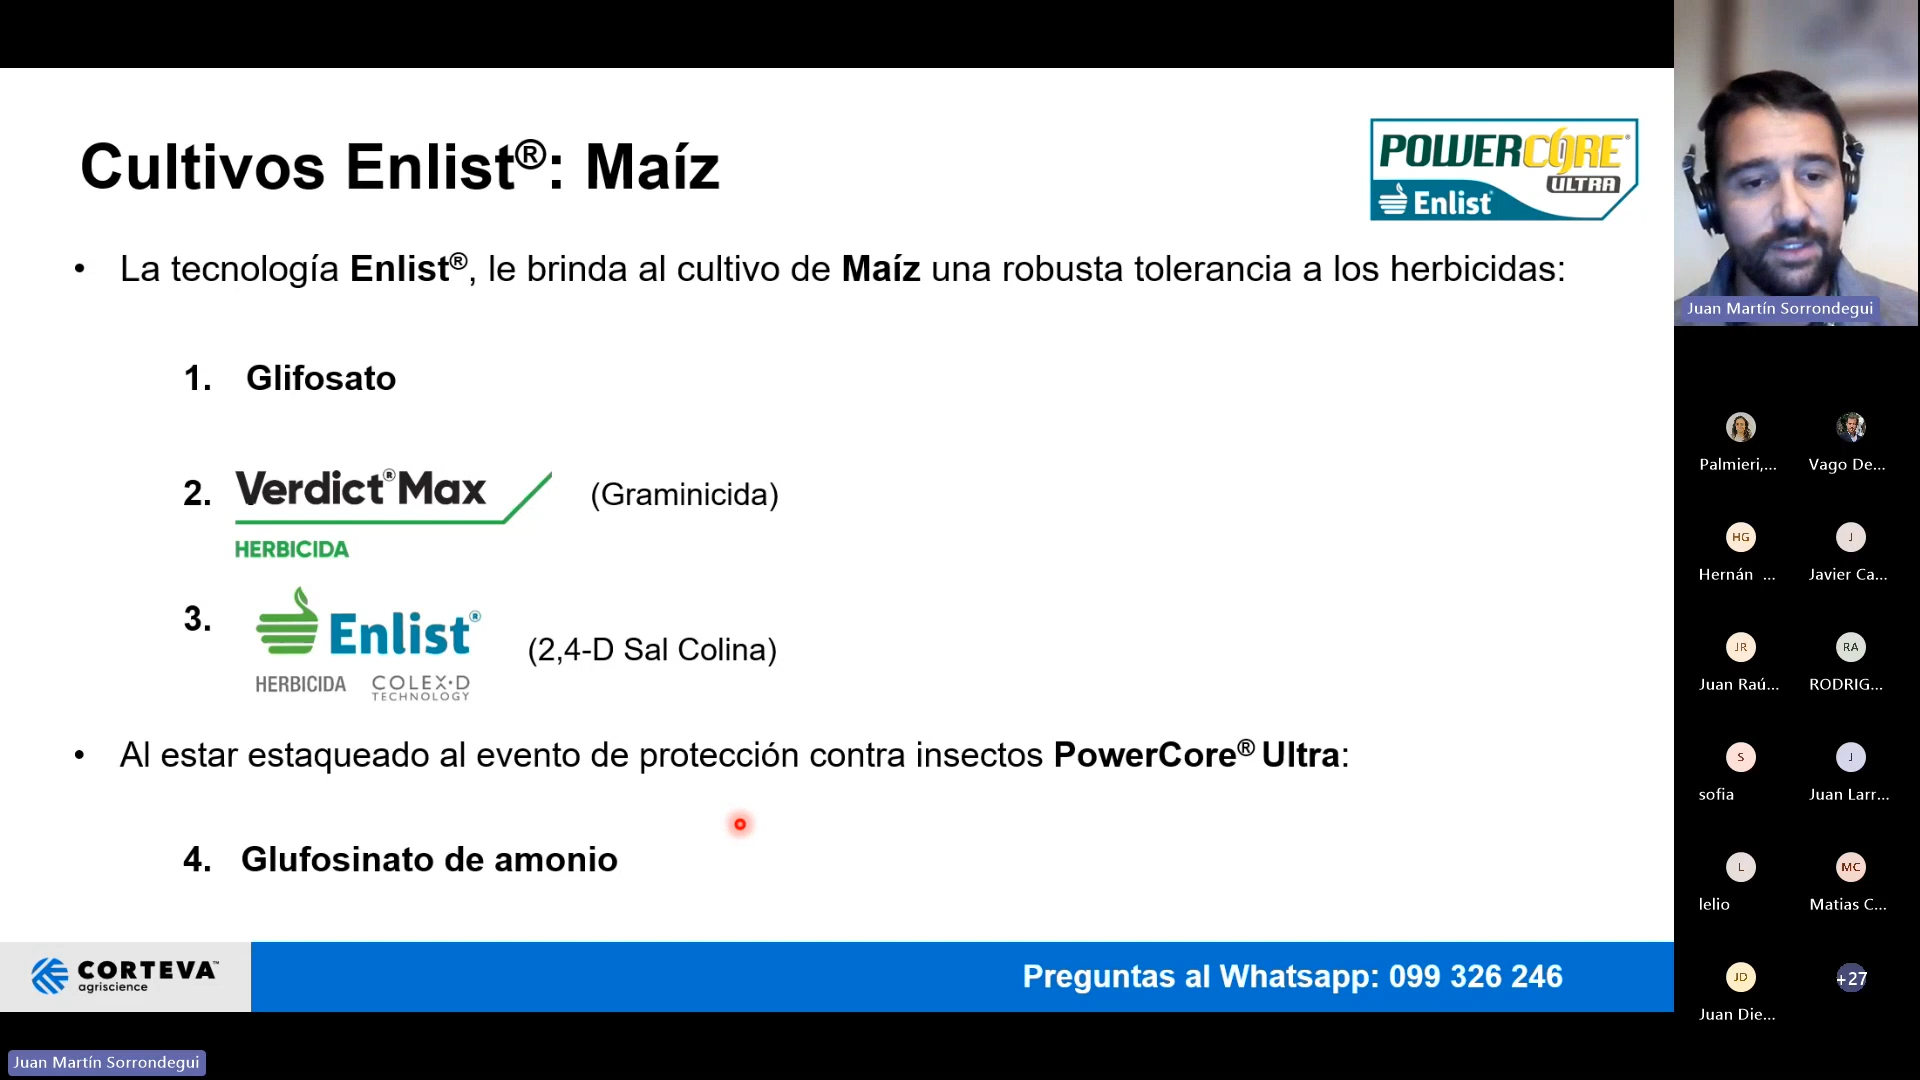 Cultivos Enlist®: Maíz
POWERCORE®
ULTRA
Enlist®
• La tecnología Enlist®, le brinda al cultivo de Maíz una robusta tolerancia a los herbicidas:
1. Glifosato
2. Verdict® Max (Graminicida)
HERBICIDA
3. Enlist® (2,4-D Sal Colina)
HERBICIDA COLEX•D
TECHNOLOGY
• Al estar estaqueado al evento de protección contra insectos PowerCore® Ultra:
4. Glufosinato de amonio
CORTEVA™
agriscience
Preguntas al Whatsapp: 099 326 246
Juan Martín Sorrondegui
Juan Martín Sorrondegui
Palmieri,... Vago De...
HG J
Hernán ... Javier Ca...
JR RA
Juan Raú... RODRIG...
S J
sofia Juan Larr...
L MC
lelio Matias C...
JD +27
Juan Die...